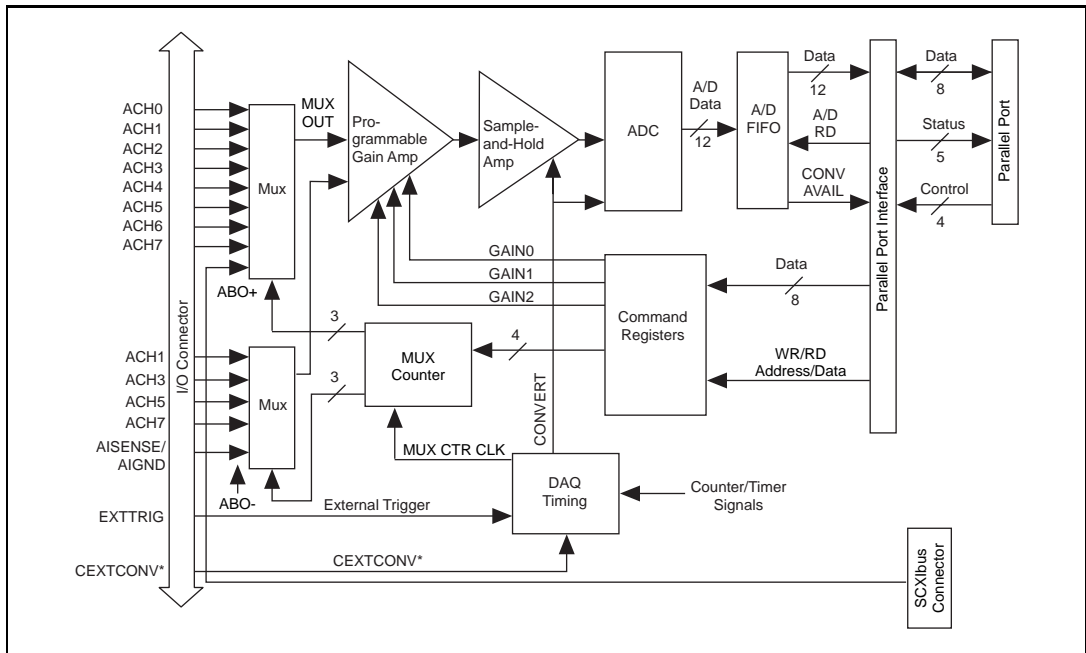 ACH0
ACH1
ACH2
ACH3
ACH4
ACH5
ACH6
ACH7
Mux
ABO+
MUX
OUT
Pro-
grammable
Gain Amp
Sample-
and-Hold
Amp
ADC
A/D
Data
12
A/D
FIFO
Data
12
A/D
RD
CONV
AVAIL
Parallel Port Interface
Data
8
Status
5
Control
4
Parallel Port
I/O Connector
GAIN0
GAIN1
GAIN2
Command
Registers
Data
8
WR/RD
Address/Data
ACH1
ACH3
ACH5
ACH7
AISENSE/
AIGND
Mux
ABO-
3
3
MUX
Counter
4
CONVERT
MUX CTR CLK
DAQ
Timing
Counter/Timer
Signals
EXTTRIG
External Trigger
CEXTCONV*
CEXTCONV*
SCXIbus
Connector